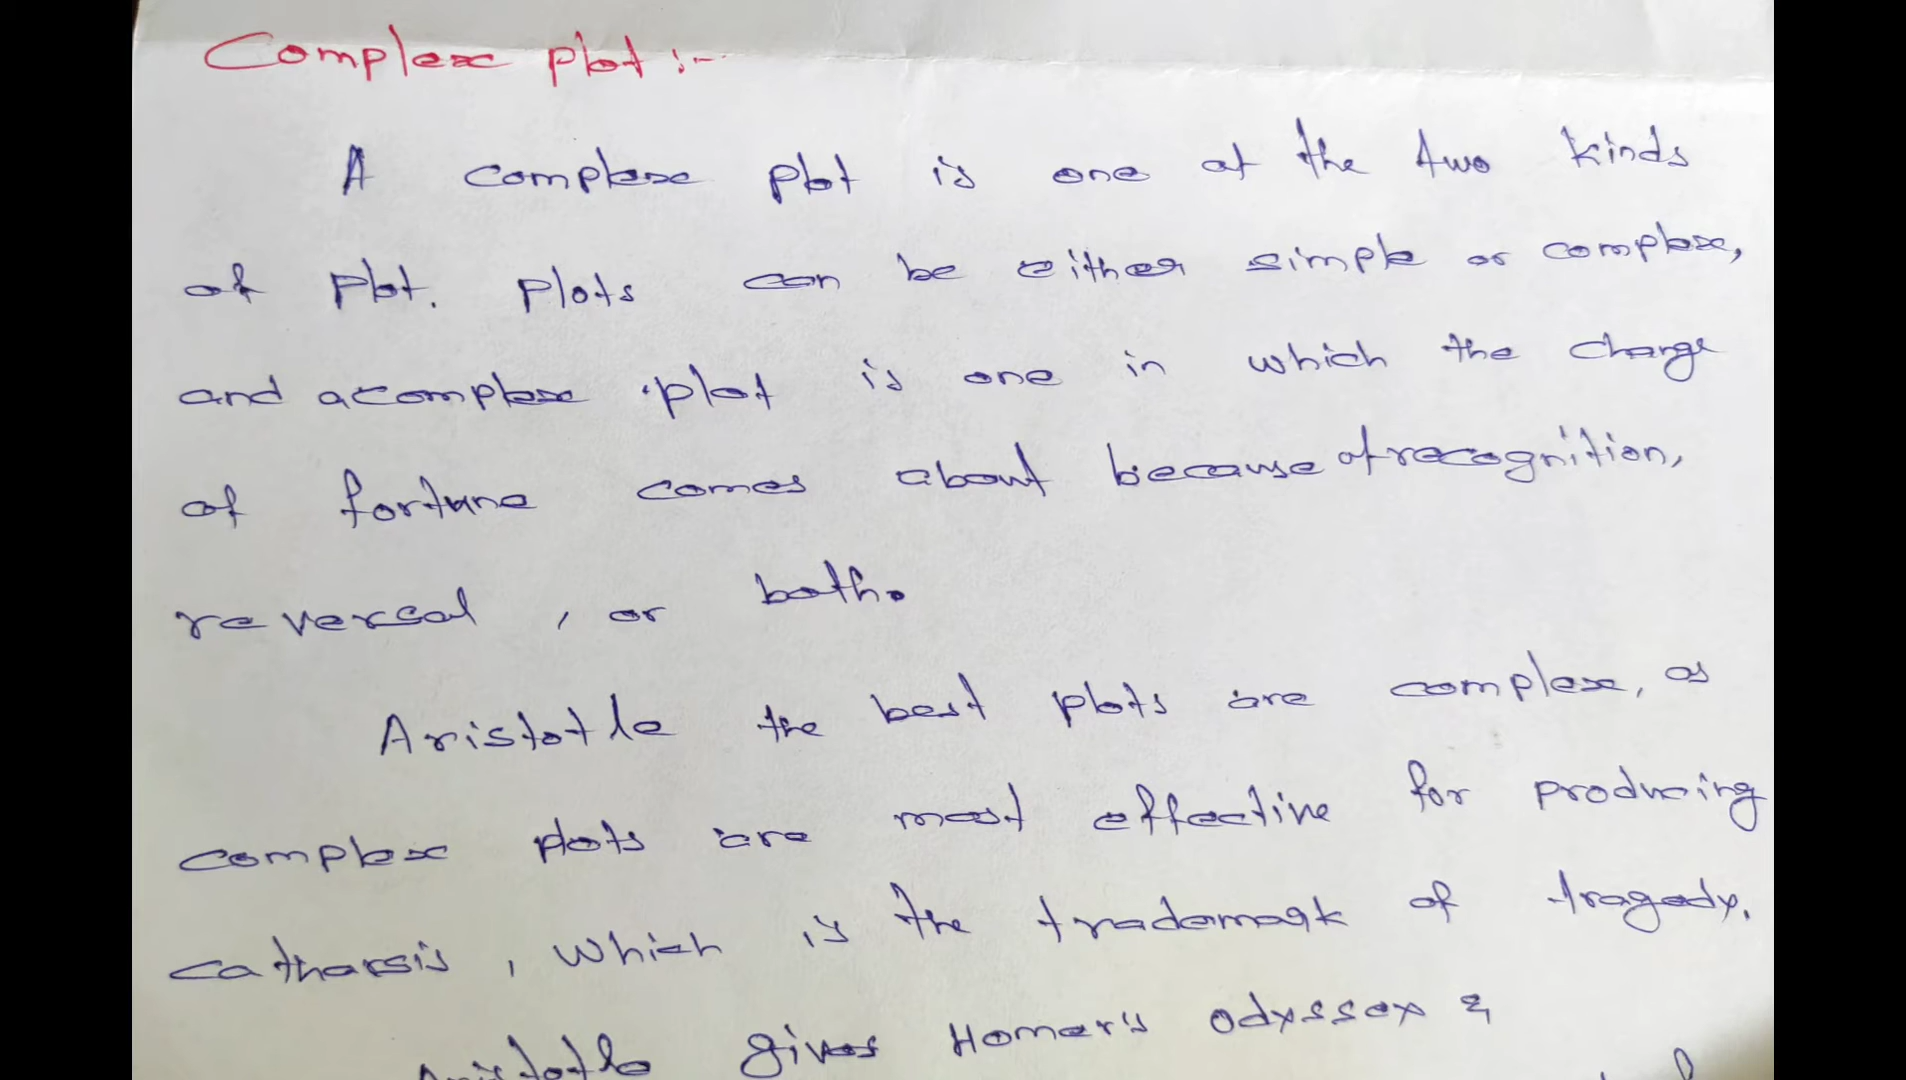 Complex plot :-
A complex plot is one of the two kinds
of plot. Plots can be either simple or complex,
and a complex plot is one in which the change
of fortune comes about because of recognition,
reversal, or both.
Aristotle the best plots are complex, as
complex plots are most effective for producing
catharsis, which is the trademark of tragedy.
Aristotle gives Homer's odyssey &